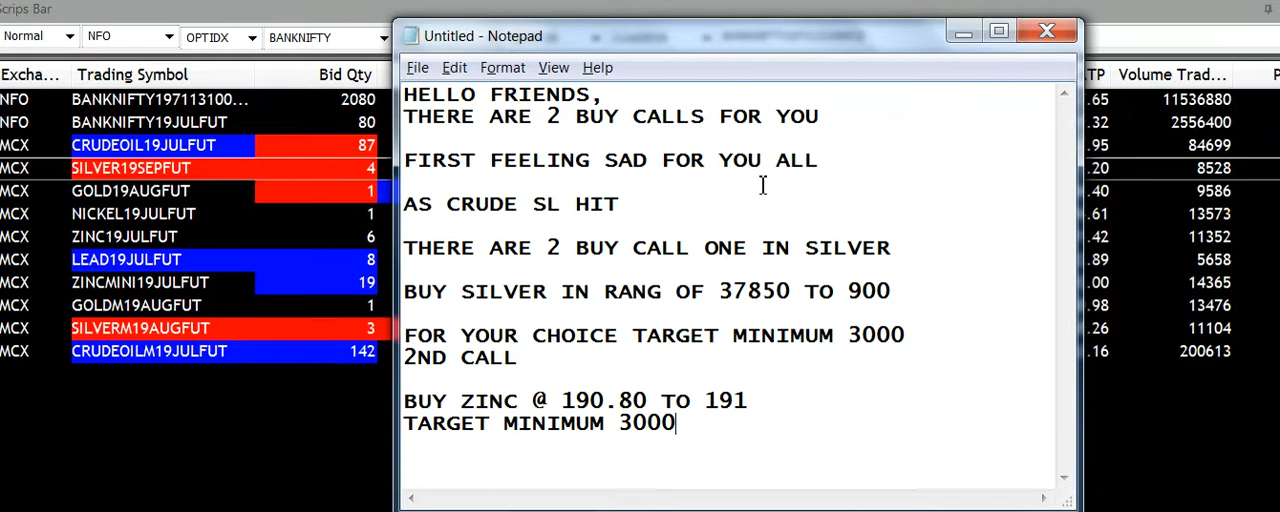 Scrips Bar
Normal NFO OPTIDX BANKNIFTY
Untitled - Notepad
File Edit Format View Help
HELLO FRIENDS,
THERE ARE 2 BUY CALLS FOR YOU
FIRST FEELING SAD FOR YOU ALL
AS CRUDE SL HIT
THERE ARE 2 BUY CALL ONE IN SILVER
BUY SILVER IN RANG OF 37850 TO 900
FOR YOUR CHOICE TARGET MINIMUM 3000
2ND CALL
BUY ZINC @ 190.80 TO 191
TARGET MINIMUM 3000
Excha... Trading Symbol Bid Qty TP Volume Trad... P
NFO BANKNIFTY197113100... 2080 .65 11536880
NFO BANKNIFTY19JULFUT 80 .32 2556400
MCX CRUDEOIL19JULFUT 87 .95 84699
MCX SILVER19SEPFUT 4 .20 8528
MCX GOLD19AUGFUT 1 .40 9586
MCX NICKEL19JULFUT 1 .61 13573
MCX ZINC19JULFUT 6 .42 11352
MCX LEAD19JULFUT 8 .89 5658
MCX ZINCMINI19JULFUT 19 .00 14365
MCX GOLDM19AUGFUT 1 .98 13476
MCX SILVERM19AUGFUT 3 .26 11104
MCX CRUDEOILM19JULFUT 142 .16 200613